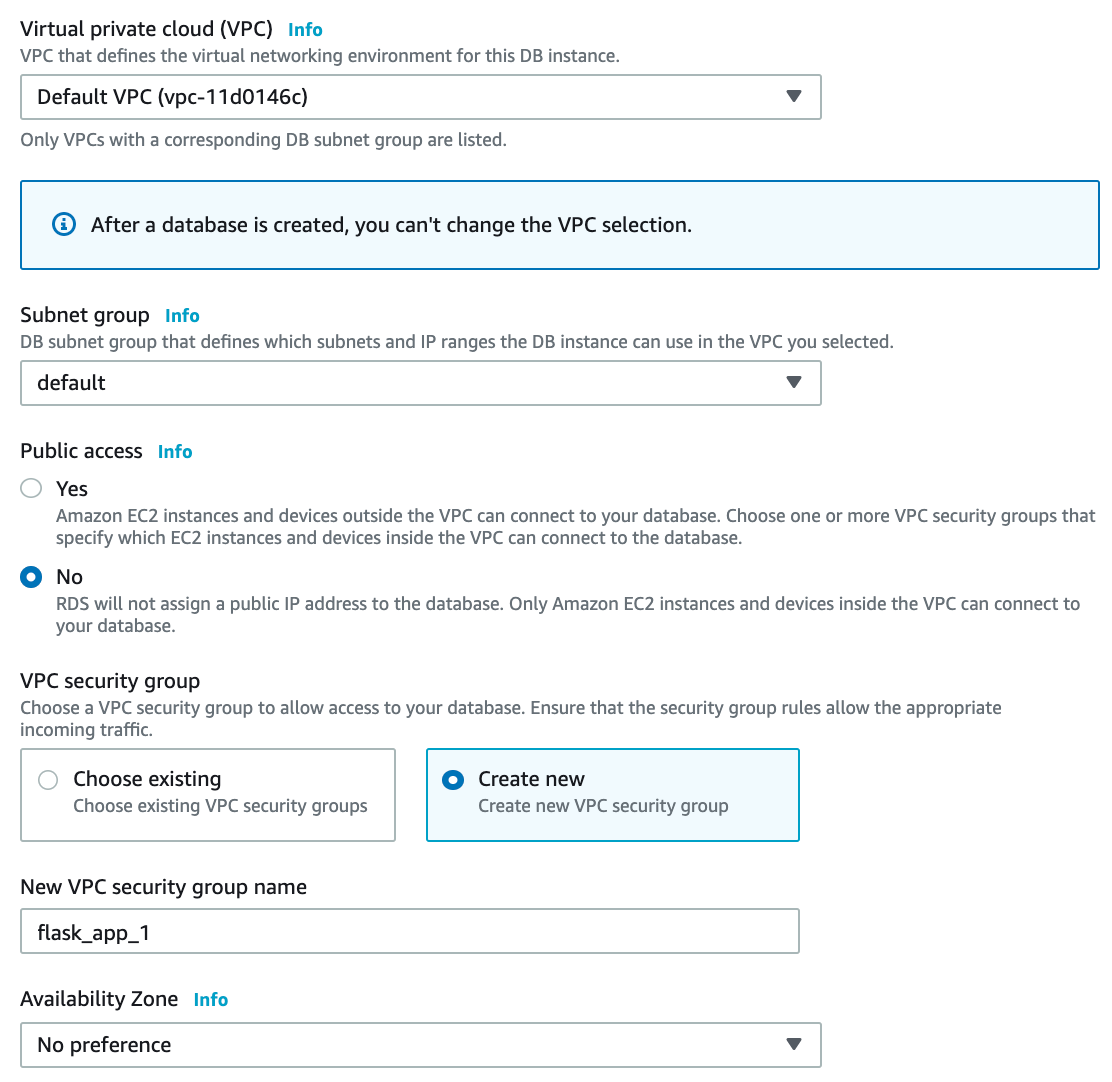 Virtual private cloud (VPC) Info
VPC that defines the virtual networking environment for this DB instance.
Default VPC (vpc-11d0146c)
Only VPCs with a corresponding DB subnet group are listed.
After a database is created, you can't change the VPC selection.
Subnet group Info
DB subnet group that defines which subnets and IP ranges the DB instance can use in the VPC you selected.
default
Public access Info
Yes
Amazon EC2 instances and devices outside the VPC can connect to your database. Choose one or more VPC security groups that
specify which EC2 instances and devices inside the VPC can connect to the database.
No
RDS will not assign a public IP address to the database. Only Amazon EC2 instances and devices inside the VPC can connect to
your database.
VPC security group
Choose a VPC security group to allow access to your database. Ensure that the security group rules allow the appropriate
incoming traffic.
Choose existing
Choose existing VPC security groups
Create new
Create new VPC security group
New VPC security group name
flask_app_1
Availability Zone Info
No preference